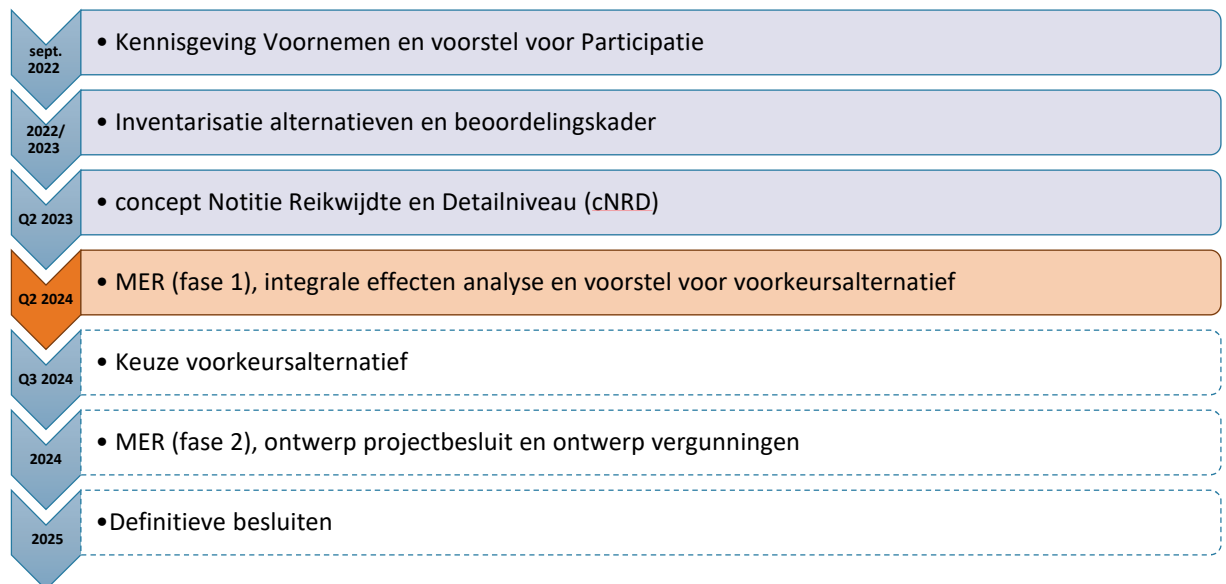 sept.
2022
• Kennisgeving Voornemen en voorstel voor Participatie
2022/
2023
• Inventarisatie alternatieven en beoordelingskader
Q2 2023
• concept Notitie Reikwijdte en Detailniveau (cNRD)
Q2 2024
• MER (fase 1), integrale effecten analyse en voorstel voor voorkeursalternatief
Q3 2024
• Keuze voorkeursalternatief
2024
• MER (fase 2), ontwerp projectbesluit en ontwerp vergunningen
2025
•Definitieve besluiten